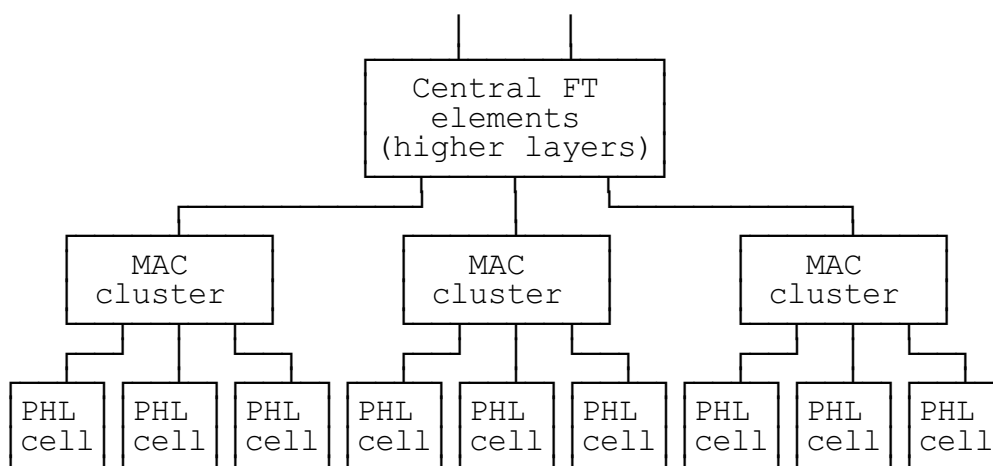 Central FT
elements
(higher layers)
MAC
cluster
MAC
cluster
MAC
cluster
PHL
cell
PHL
cell
PHL
cell
PHL
cell
PHL
cell
PHL
cell
PHL
cell
PHL
cell
PHL
cell